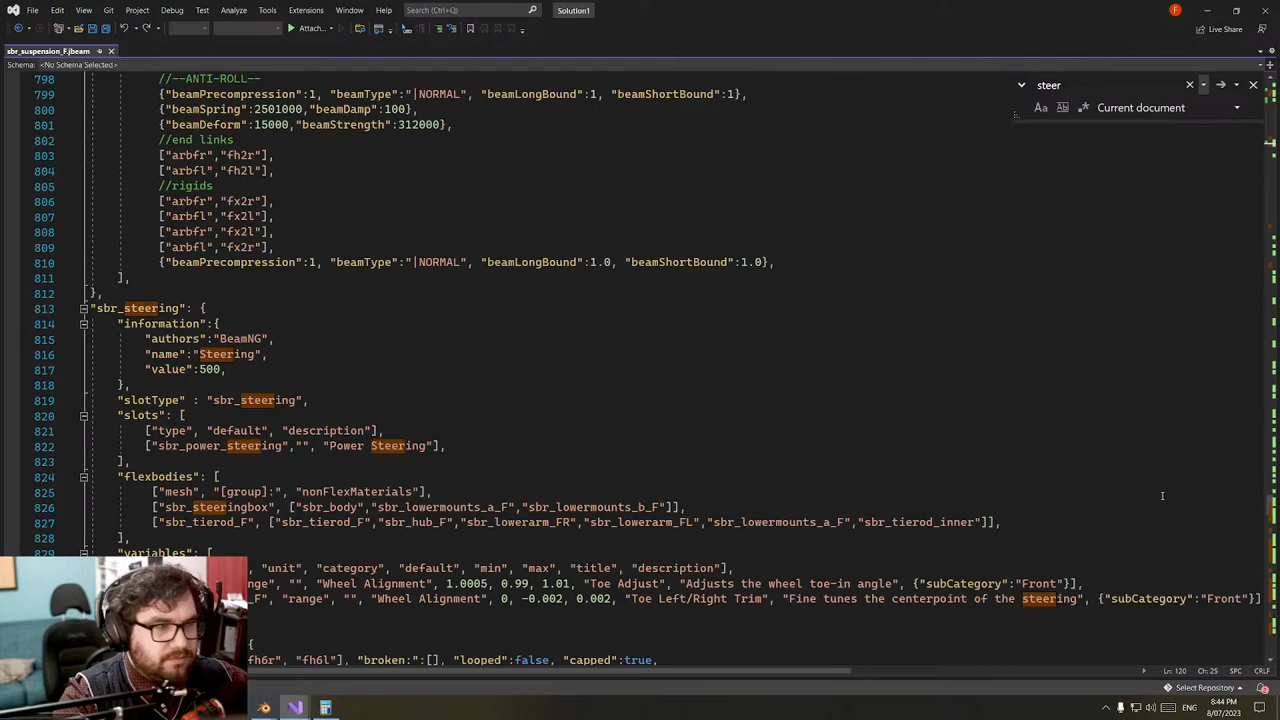 File Edit View Git Project Debug Test Analyze Tools Extensions Window Help Search (Ctrl+Q) Solution1 F
Attach... Live Share
sbr_suspension_F.jbeam
Schema: <No Schema Selected>
steer
Current document
798 //--ANTI-ROLL--
799 {"beamPrecompression":1, "beamType":"|NORMAL", "beamLongBound":1, "beamShortBound":1},
800 {"beamSpring":2501000,"beamDamp":100},
801 {"beamDeform":15000,"beamStrength":312000},
802 //end links
803 ["arbfr","fh2r"],
804 ["arbfl","fh2l"],
805 //rigids
806 ["arbfr","fx2r"],
807 ["arbfl","fx2l"],
808 ["arbfr","fx2l"],
809 ["arbfl","fx2r"],
810 {"beamPrecompression":1, "beamType":"|NORMAL", "beamLongBound":1.0, "beamShortBound":1.0},
811 ],
812 },
813 "sbr_steering": {
814 "information":{
815 "authors":"BeamNG",
816 "name":"Steering",
817 "value":500,
818 },
819 "slotType" : "sbr_steering",
820 "slots": [
821 ["type", "default", "description"],
822 ["sbr_power_steering","", "Power Steering"],
823 ],
824 "flexbodies": [
825 ["mesh", "[group]:", "nonFlexMaterials"],
826 ["sbr_steeringbox", ["sbr_body","sbr_lowermounts_a_F","sbr_lowermounts_b_F"]],
827 ["sbr_tierod_F", ["sbr_tierod_F","sbr_hub_F","sbr_lowerarm_FR","sbr_lowerarm_FL","sbr_lowermounts_a_F","sbr_tierod_inner"]],
828 ],
829 "variables": [
"unit", "category", "default", "min", "max", "title", "description"],
"", "Wheel Alignment", 1.0005, 0.99, 1.01, "Toe Adjust", "Adjusts the wheel toe-in angle", {"subCategory":"Front"}],
_F", "range", "", "Wheel Alignment", 0, -0.002, 0.002, "Toe Left/Right Trim", "Fine tunes the centerpoint of the steering", {"subCategory":"Front"}]
{
"fh6r", "fh6l"], "broken:":[], "looped":false, "capped":true,
Ln: 120 Ch: 25 SPC CRLF
Select Repository
ENG 8:44 PM
8/07/2023